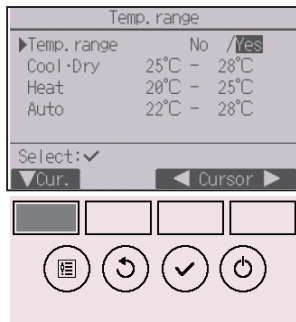 Temp. range
▶Temp. range No /Yes
Cool･Dry 25℃ – 28℃
Heat 20℃ – 25℃
Auto 22℃ – 28℃
Select:✓
▼Cur. ◀ Cursor ▶